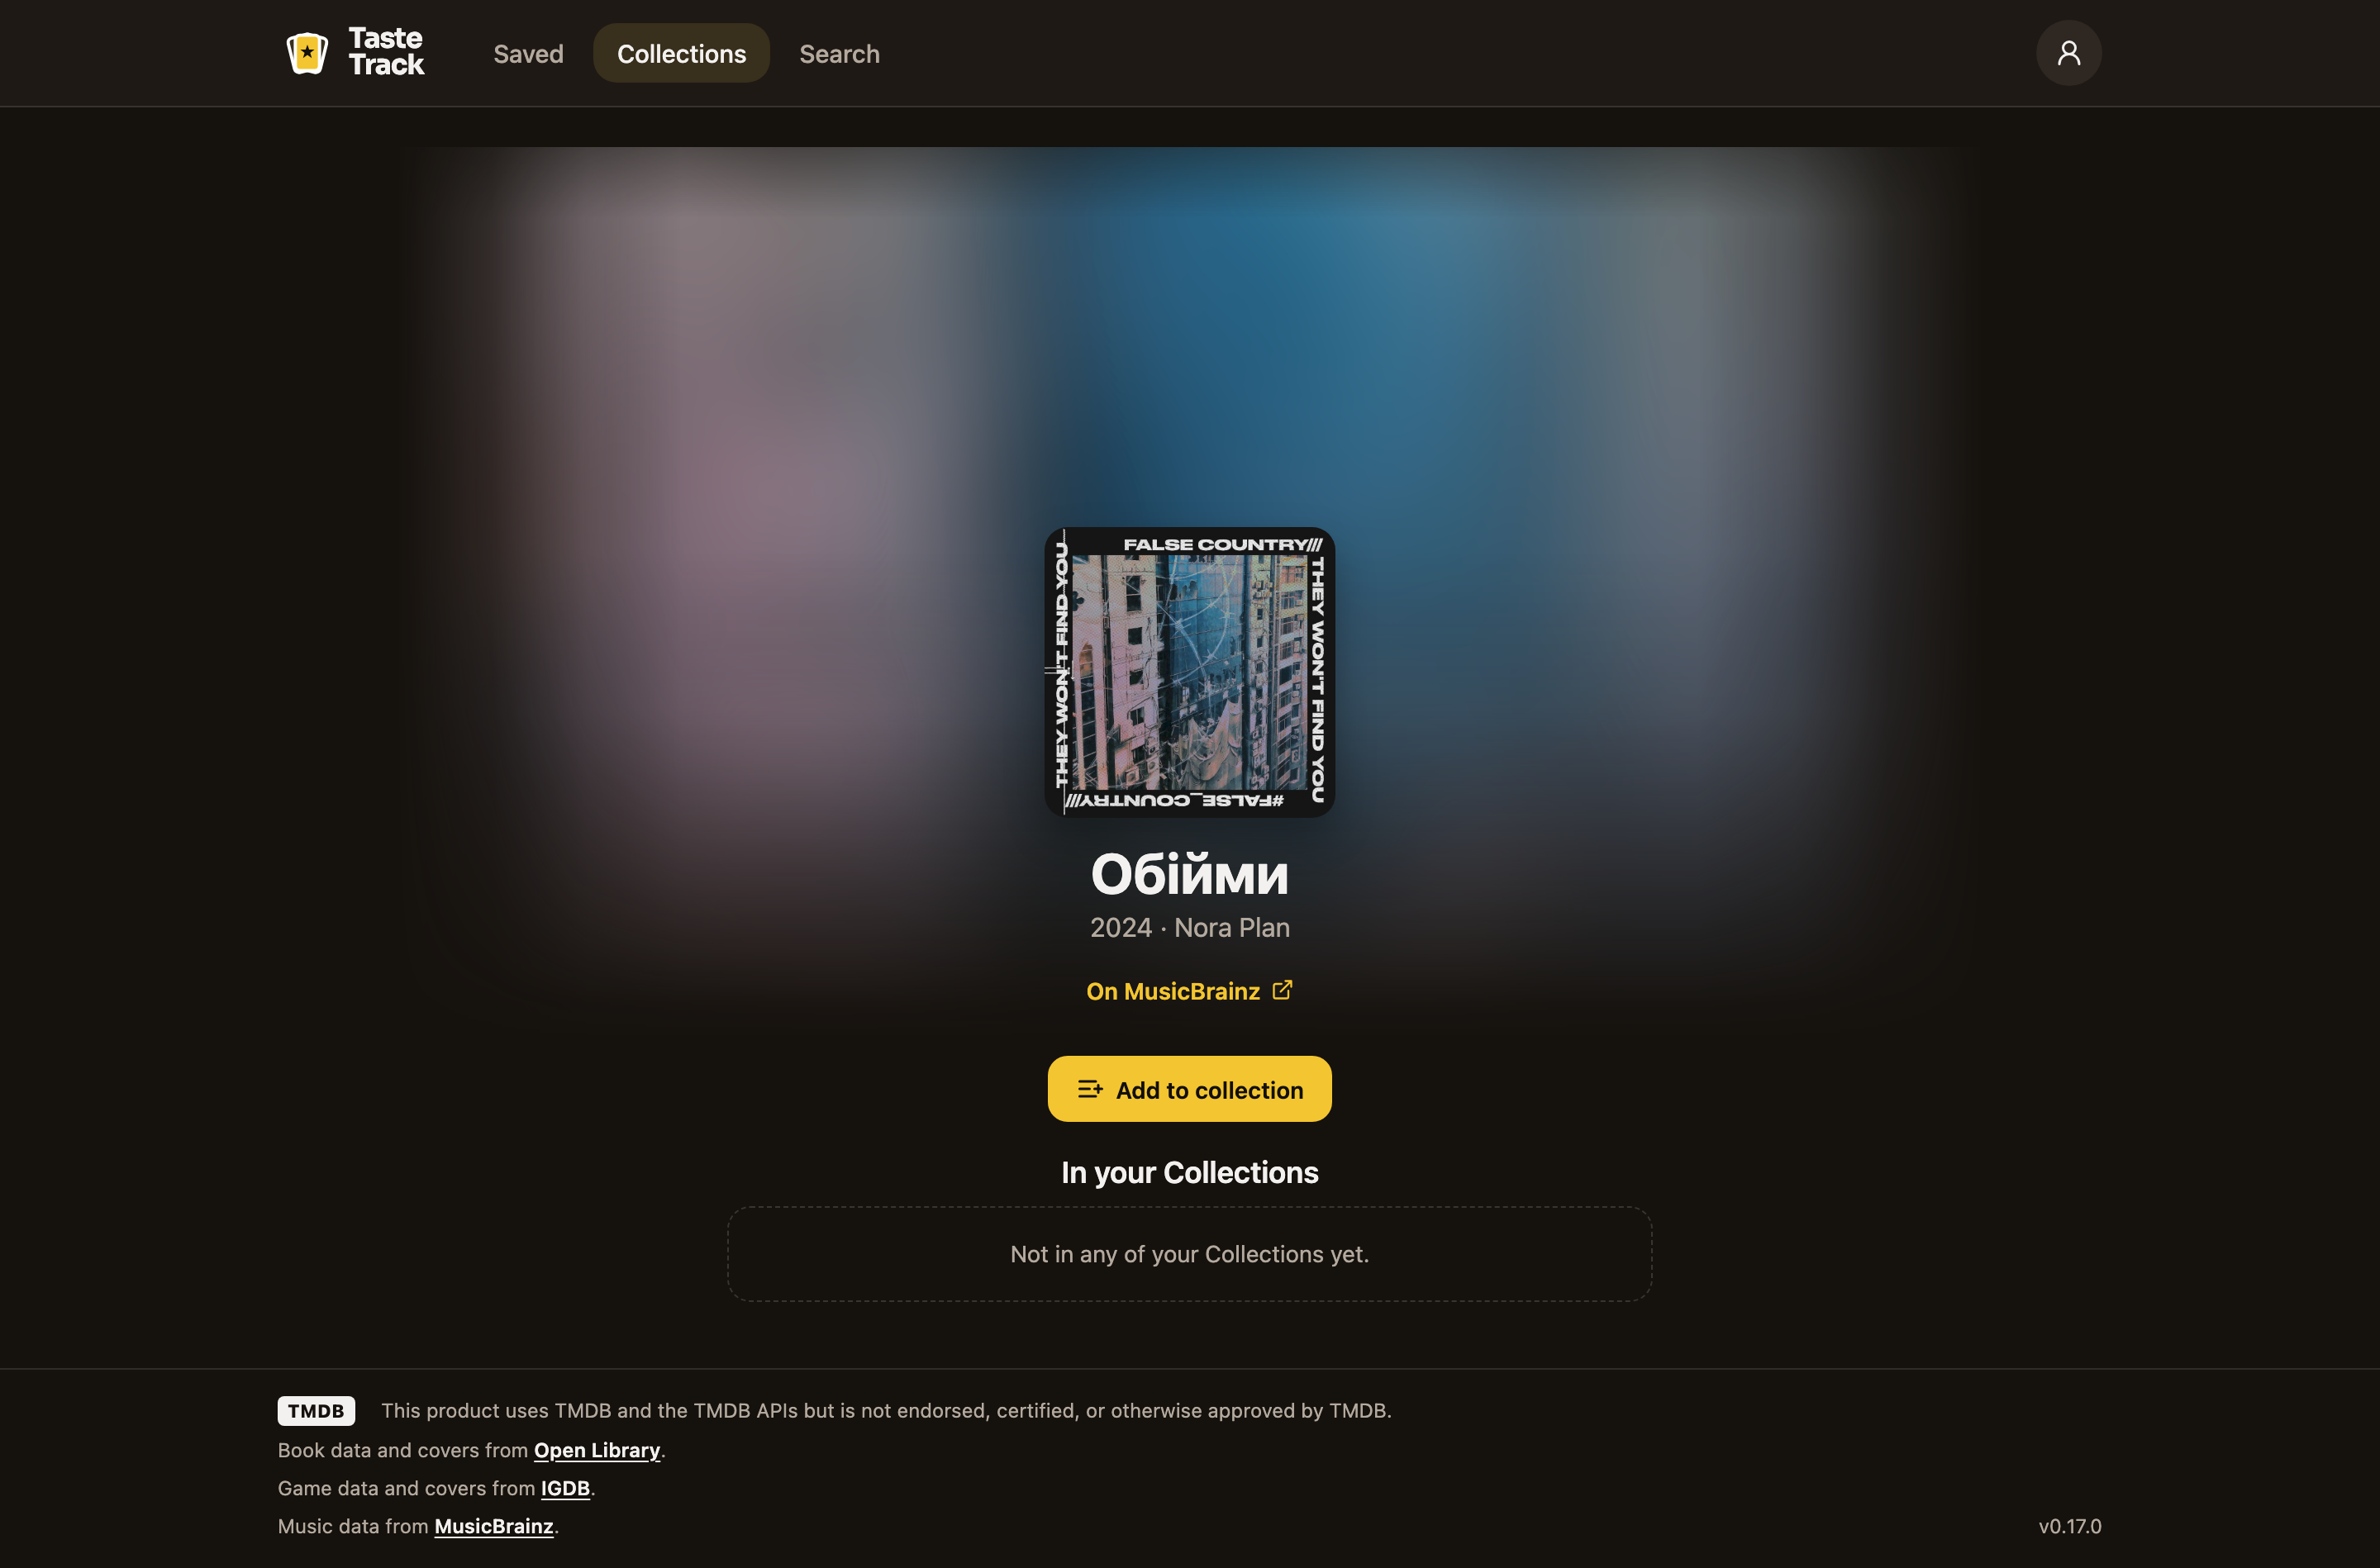 Taste
Track
Saved
Collections
Search
FALSE COUNTRY///
THEY WON'T FIND YOU
#FALSE_COUNTRY///
THEY WON'T FIND YOU
Обійми
2024 · Nora Plan
On MusicBrainz
Add to collection
In your Collections
Not in any of your Collections yet.
TMDB This product uses TMDB and the TMDB APIs but is not endorsed, certified, or otherwise approved by TMDB.
Book data and covers from Open Library.
Game data and covers from IGDB.
Music data from MusicBrainz.
v0.17.0